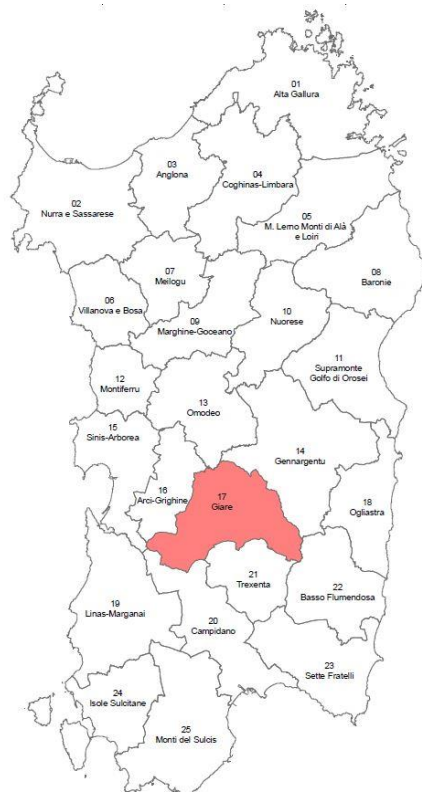 01
Alta Gallura
02
Nurra e Sassarese
03
Anglona
04
Coghinas-Limbara
05
M. Lerno Monti di Alà
e Loiri
06
Villanova e Bosa
07
Meilogu
08
Baronie
09
Marghine-Goceano
10
Nuorese
11
Supramonte
Golfo di Orosei
12
Montiferru
13
Omodeo
14
Gennargentu
15
Sinis-Arborea
16
Arci-Grighine
17
Giare
18
Ogliastra
19
Linas-Marganai
20
Campidano
21
Trexenta
22
Basso Flumendosa
23
Sette Fratelli
24
Isole Sulcitane
25
Monti del Sulcis